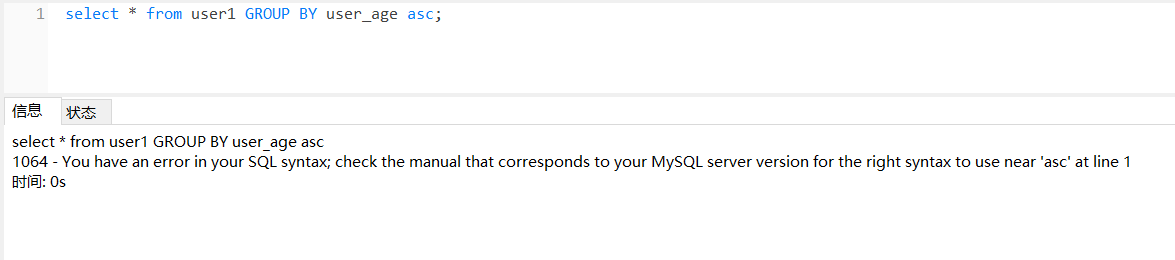 1 select * from user1 GROUP BY user_age asc;
信息 状态
select * from user1 GROUP BY user_age asc
1064 - You have an error in your SQL syntax; check the manual that corresponds to your MySQL server version for the right syntax to use near 'asc' at line 1
时间: 0s